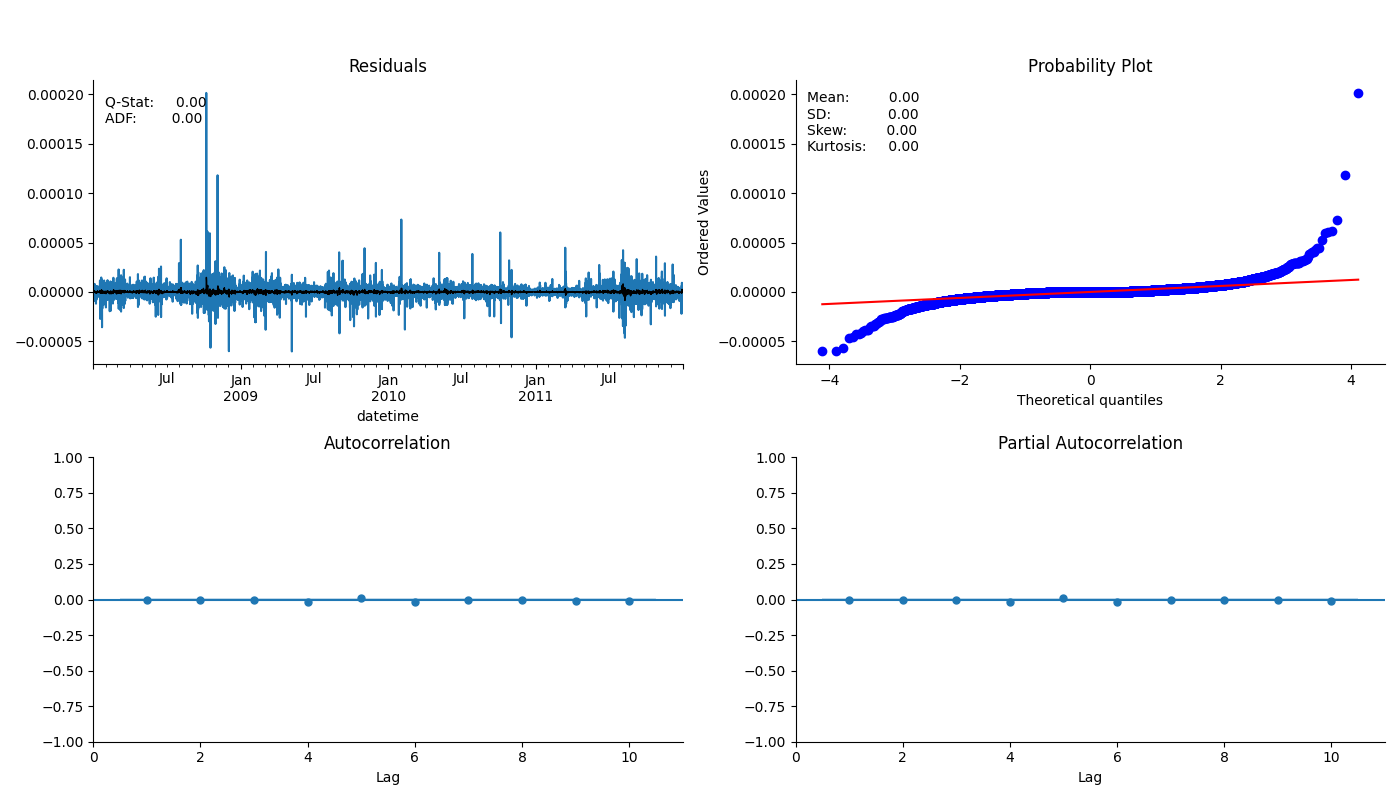 Residuals
0.00020
0.00015
0.00010
0.00005
0.00000
−0.00005
Q-Stat: 0.00
ADF: 0.00
Jul Jan Jul Jan Jul Jan Jul
2009 2010 2011
datetime
Probability Plot
Ordered Values
0.00020
0.00015
0.00010
0.00005
0.00000
−0.00005
Mean: 0.00
SD: 0.00
Skew: 0.00
Kurtosis: 0.00
−4 −2 0 2 4
Theoretical quantiles
Autocorrelation
1.00
0.75
0.50
0.25
0.00
−0.25
−0.50
−0.75
−1.00
0 2 4 6 8 10
Lag
Partial Autocorrelation
1.00
0.75
0.50
0.25
0.00
−0.25
−0.50
−0.75
−1.00
0 2 4 6 8 10
Lag